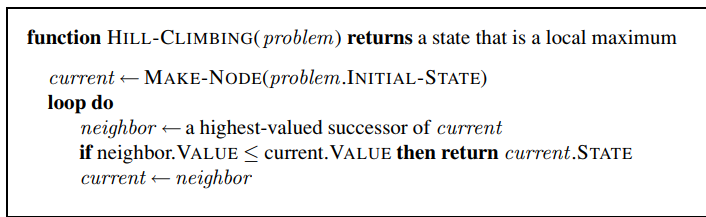 function HILL-CLIMBING(problem) returns a state that is a local maximum
current ← MAKE-NODE(problem.INITIAL-STATE)
loop do
neighbor ← a highest-valued successor of current
if neighbor.VALUE ≤ current.VALUE then return current.STATE
current ← neighbor